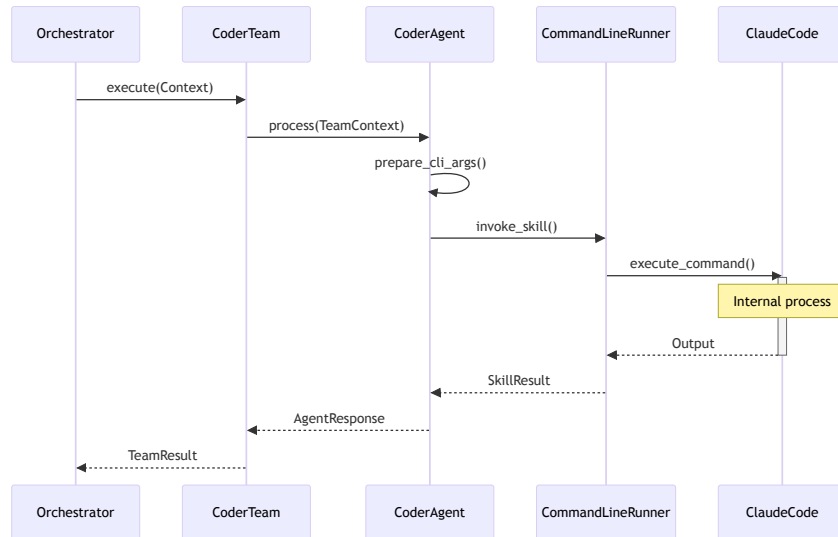 Orchestrator CoderTeam CoderAgent CommandLineRunner ClaudeCode
execute(Context)
process(TeamContext)
prepare_cli_args()
invoke_skill()
execute_command()
Internal process
Output
SkillResult
AgentResponse
TeamResult
Orchestrator CoderTeam CoderAgent CommandLineRunner ClaudeCode